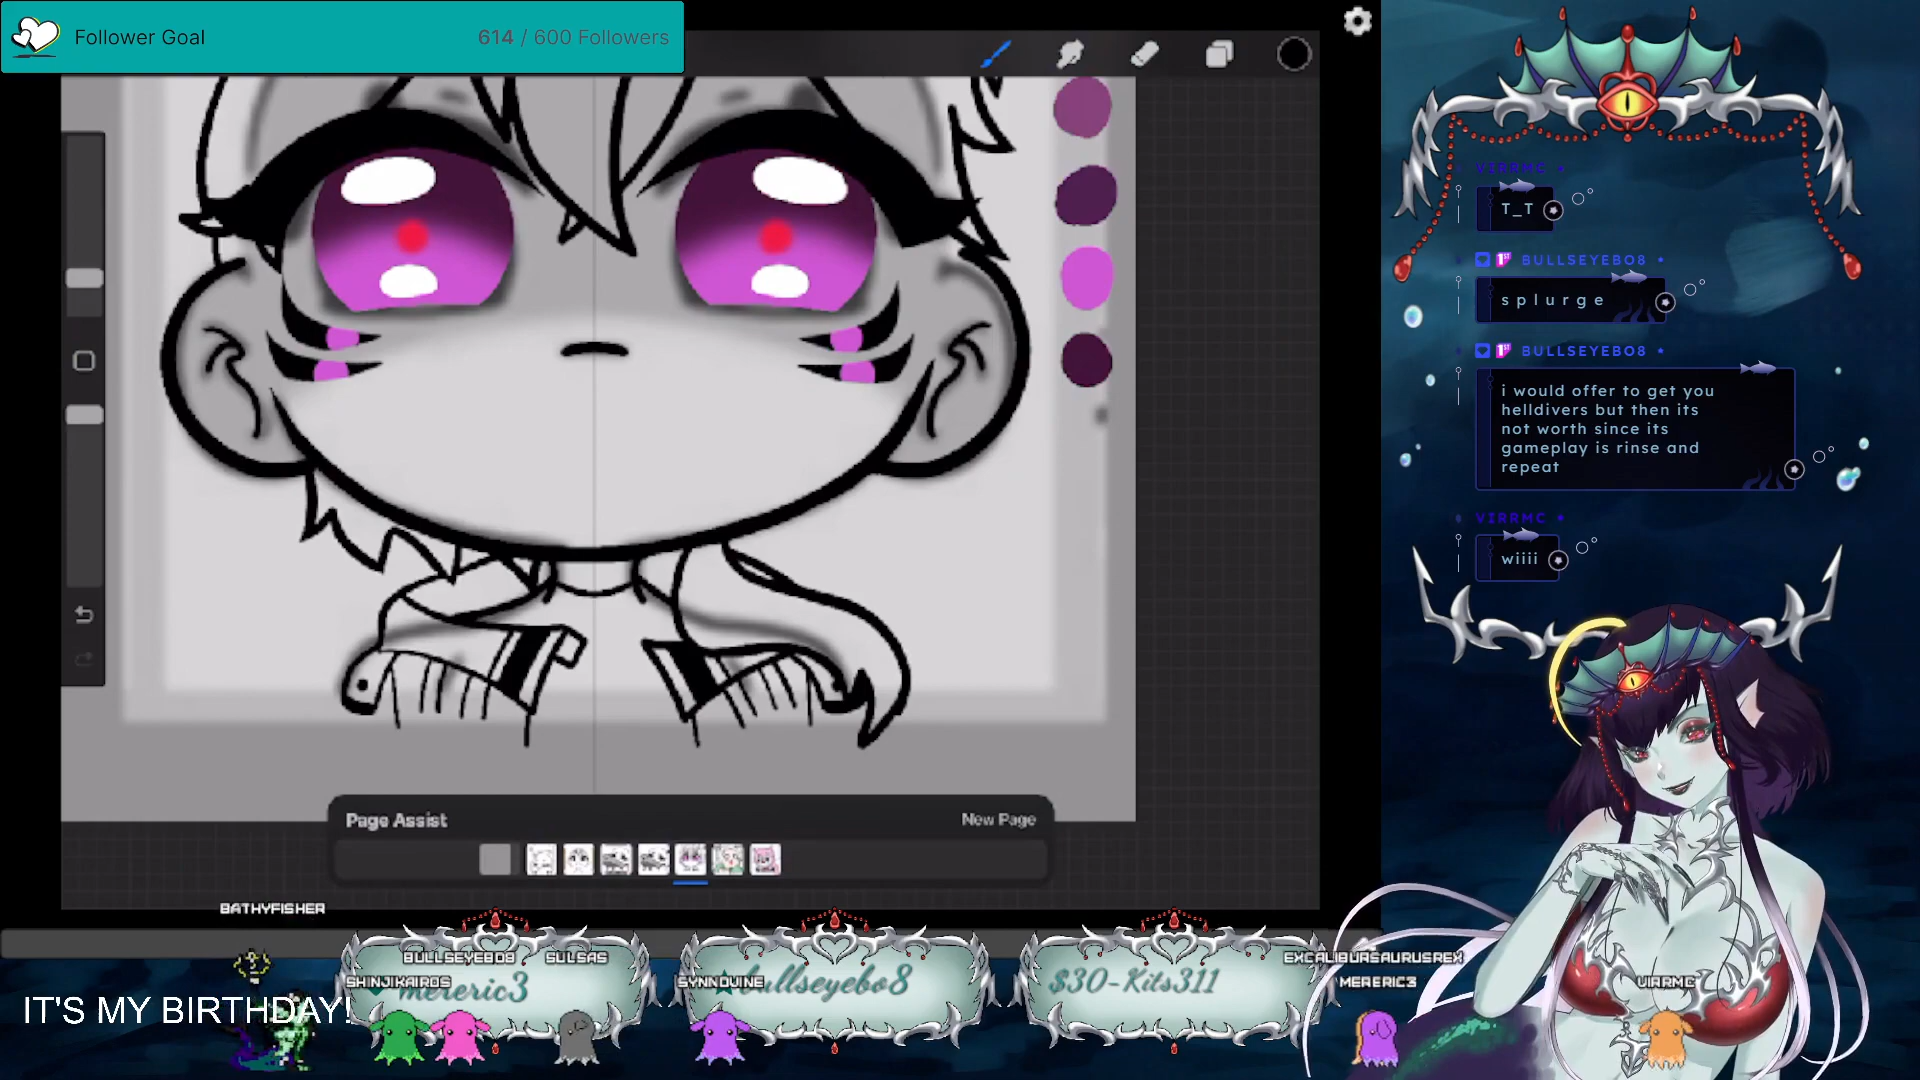 Follower Goal
614 / 600 Followers
VIRRMC
T_T
BULLSEYEBO8
splurge
BULLSEYEBO8
i would offer to get you
helldivers but then its
not worth since its
gameplay is rinse and
repeat
VIRRMC
wiiii
Page Assist
New Page
BATHYFISHER
BULLSEYEBO8
SULSAS
EXCALIBURSAURUSREX
SHINJIKAIROS
mereric3
SYNNOUINE
bullseyebo8
$30-Kits311
MERERIC3
VIRRMC
IT'S MY BIRTHDAY!